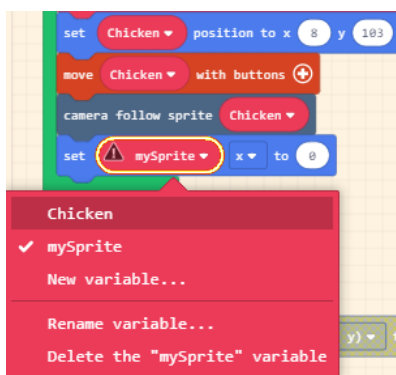 set Chicken position to x 8 y 103
move Chicken with buttons
camera follow sprite Chicken
set mySprite x to 0
Chicken
mySprite
New variable...
Rename variable...
y)
Delete the "mySprite" variable